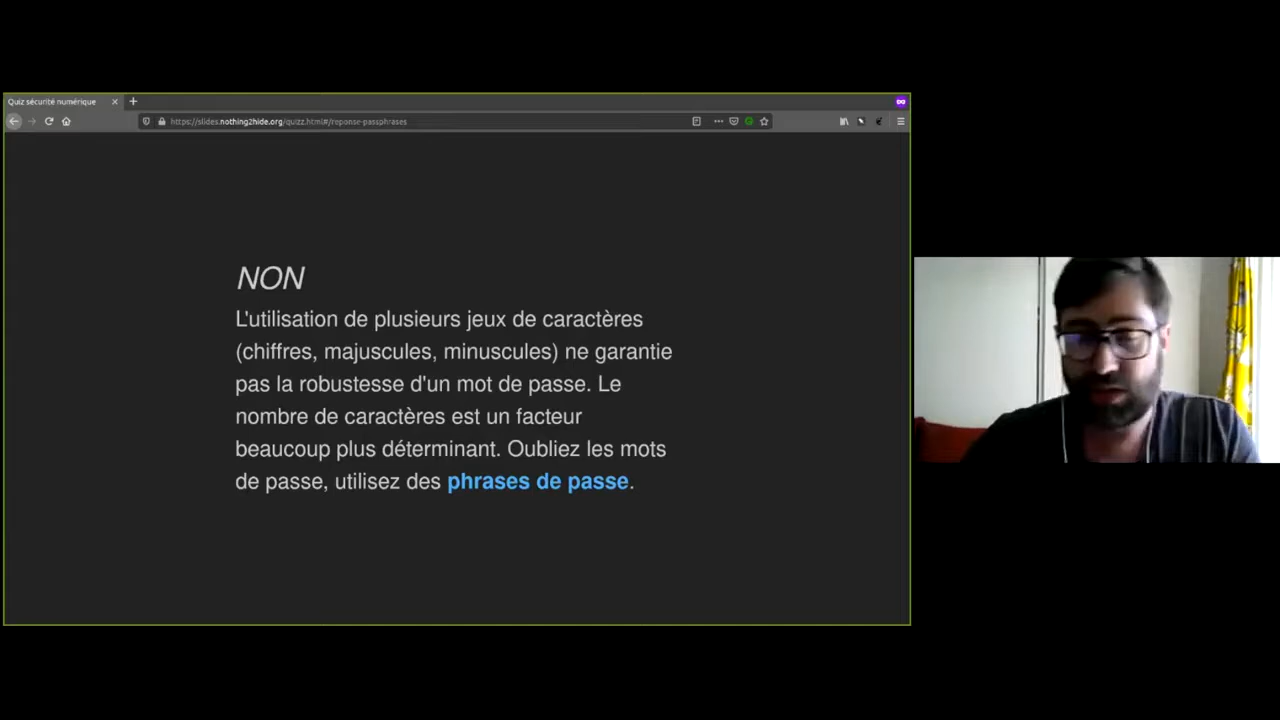 Quiz sécurité numérique
https://slides.nothing2hide.org/quizz.html#/reponse-passphrases
NON
L'utilisation de plusieurs jeux de caractères
(chiffres, majuscules, minuscules) ne garantie
pas la robustesse d'un mot de passe. Le
nombre de caractères est un facteur
beaucoup plus déterminant. Oubliez les mots
de passe, utilisez des phrases de passe.